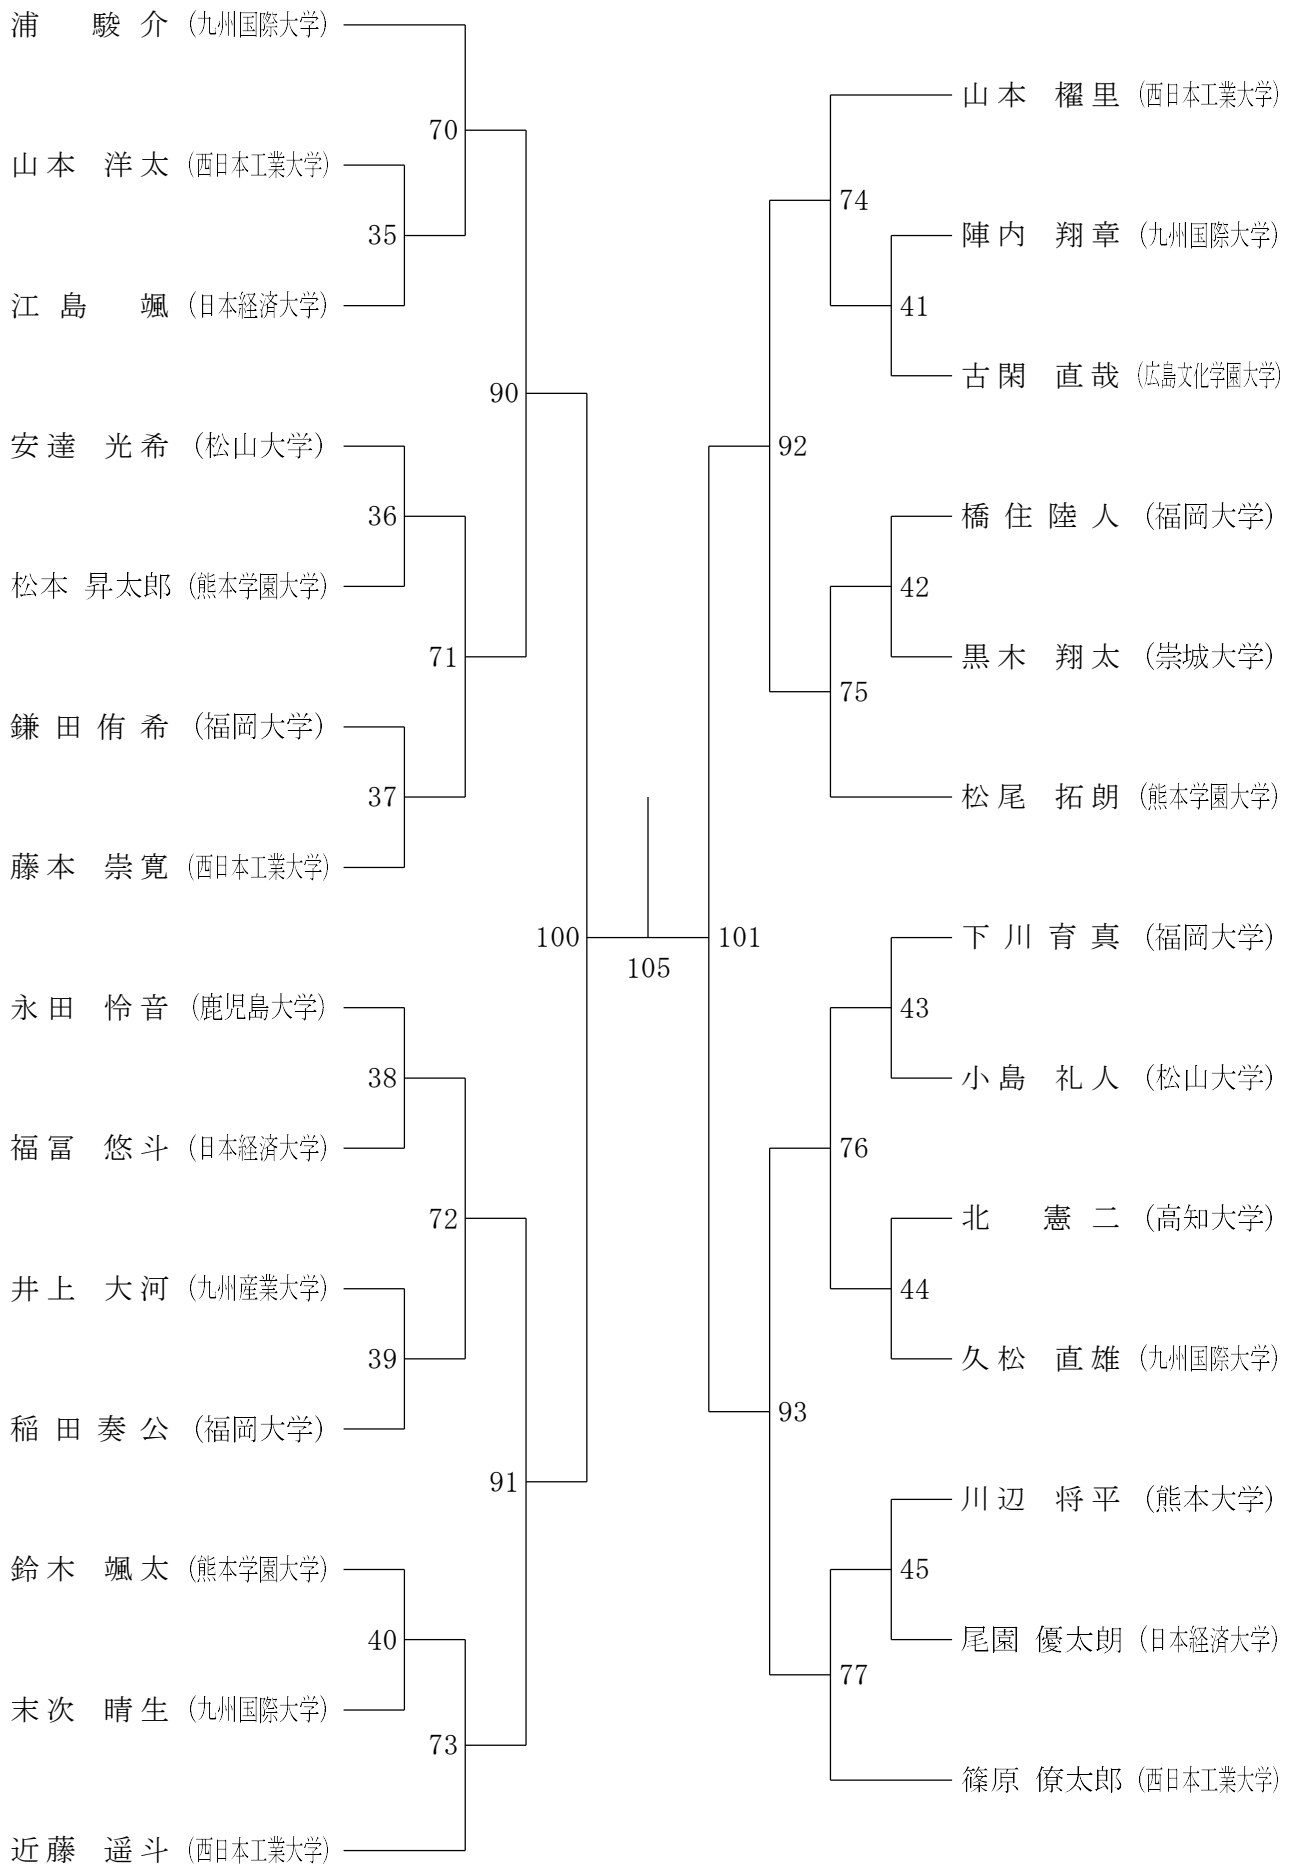 浦 駿介 (九州国際大学)
70
山本 洋太 (西日本工業大学)
35
江島 颯 (日本経済大学)
90
安達 光希 (松山大学)
36
松本 昇太郎 (熊本学園大学)
71
鎌田侑希 (福岡大学)
37
藤本 崇寛 (西日本工業大学)
100
永田 怜音 (鹿児島大学)
38
福冨 悠斗 (日本経済大学)
72
井上 大河 (九州産業大学)
39
稲田奏公 (福岡大学)
91
鈴木 颯太 (熊本学園大学)
40
末次 晴生 (九州国際大学)
73
近藤 遥斗 (西日本工業大学)
105
山本 櫂里 (西日本工業大学)
74
陣内 翔章 (九州国際大学)
41
古閑 直哉 (広島文化学園大学)
92
橋住陸人 (福岡大学)
42
黒木 翔太 (崇城大学)
75
松尾 拓朗 (熊本学園大学)
101
下川育真 (福岡大学)
43
小島 礼人 (松山大学)
76
北 憲二 (高知大学)
44
久松 直雄 (九州国際大学)
93
川辺 将平 (熊本大学)
45
尾園 優太朗 (日本経済大学)
77
篠原 僚太郎 (西日本工業大学)